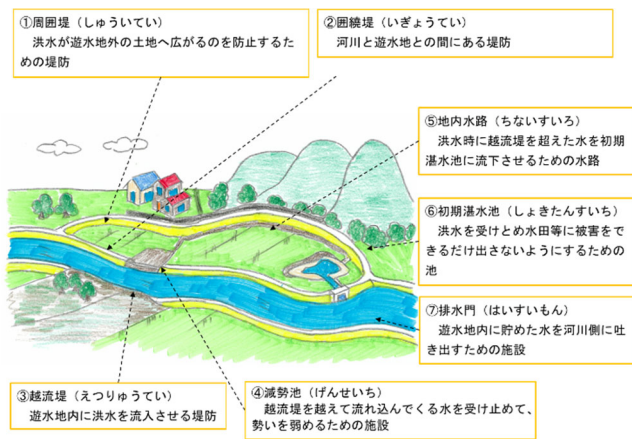 ①周囲堤（しゅういてい）
洪水が遊水地外の土地へ広がるのを防止するた
めの堤防
②囲繞堤（いぎょうてい）
河川と遊水地との間にある堤防
⑤地内水路（ちないすいろ）
洪水時に越流堤を超えた水を初期
湛水池に流下させるための水路
⑥初期湛水池（しょきたんすいち）
洪水を受けとめ水田等に被害をで
きるだけ出さないようにするための
池
⑦排水門（はいすいもん）
遊水地内に貯めた水を河川側に吐
き出すための施設
③越流堤（えつりゅうてい）
遊水地内に洪水を流入させる堤防
④減勢池（げんせいち）
越流堤を越えて流れ込んでくる水を受け止めて、
勢いを弱めるための施設